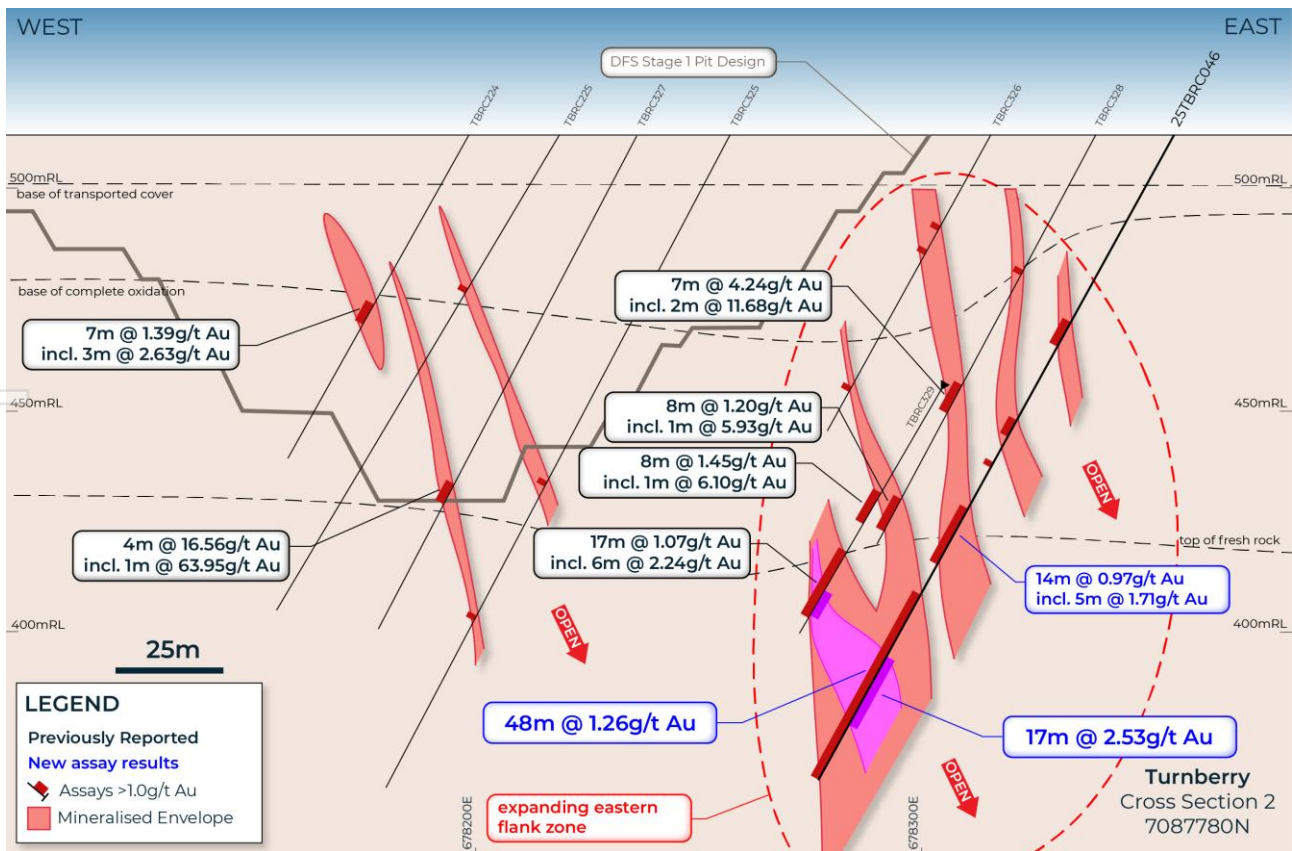 WEST
EAST
DFS Stage 1 Pit Design
TBRC224
TBRC225
TBRC327
TBRC325
TBRC326
TBRC328
25TBRC046
500mRL
500mRL
base of transported cover
base of complete oxidation
7m @ 4.24g/t Au
incl. 2m @ 11.68g/t Au
7m @ 1.39g/t Au
incl. 3m @ 2.63g/t Au
450mRL
450mRL
TBRC329
8m @ 1.20g/t Au
incl. 1m @ 5.93g/t Au
8m @ 1.45g/t Au
incl. 1m @ 6.10g/t Au
4m @ 16.56g/t Au
incl. 1m @ 63.95g/t Au
17m @ 1.07g/t Au
incl. 6m @ 2.24g/t Au
OPEN
top of fresh rock
14m @ 0.97g/t Au
incl. 5m @ 1.71g/t Au
400mRL
400mRL
OPEN
25m
LEGEND
Previously Reported
New assay results
Assays >1.0g/t Au
Mineralised Envelope
48m @ 1.26g/t Au
17m @ 2.53g/t Au
OPEN
expanding eastern
flank zone
678200E
678300E
Turnberry
Cross Section 2
7087780N